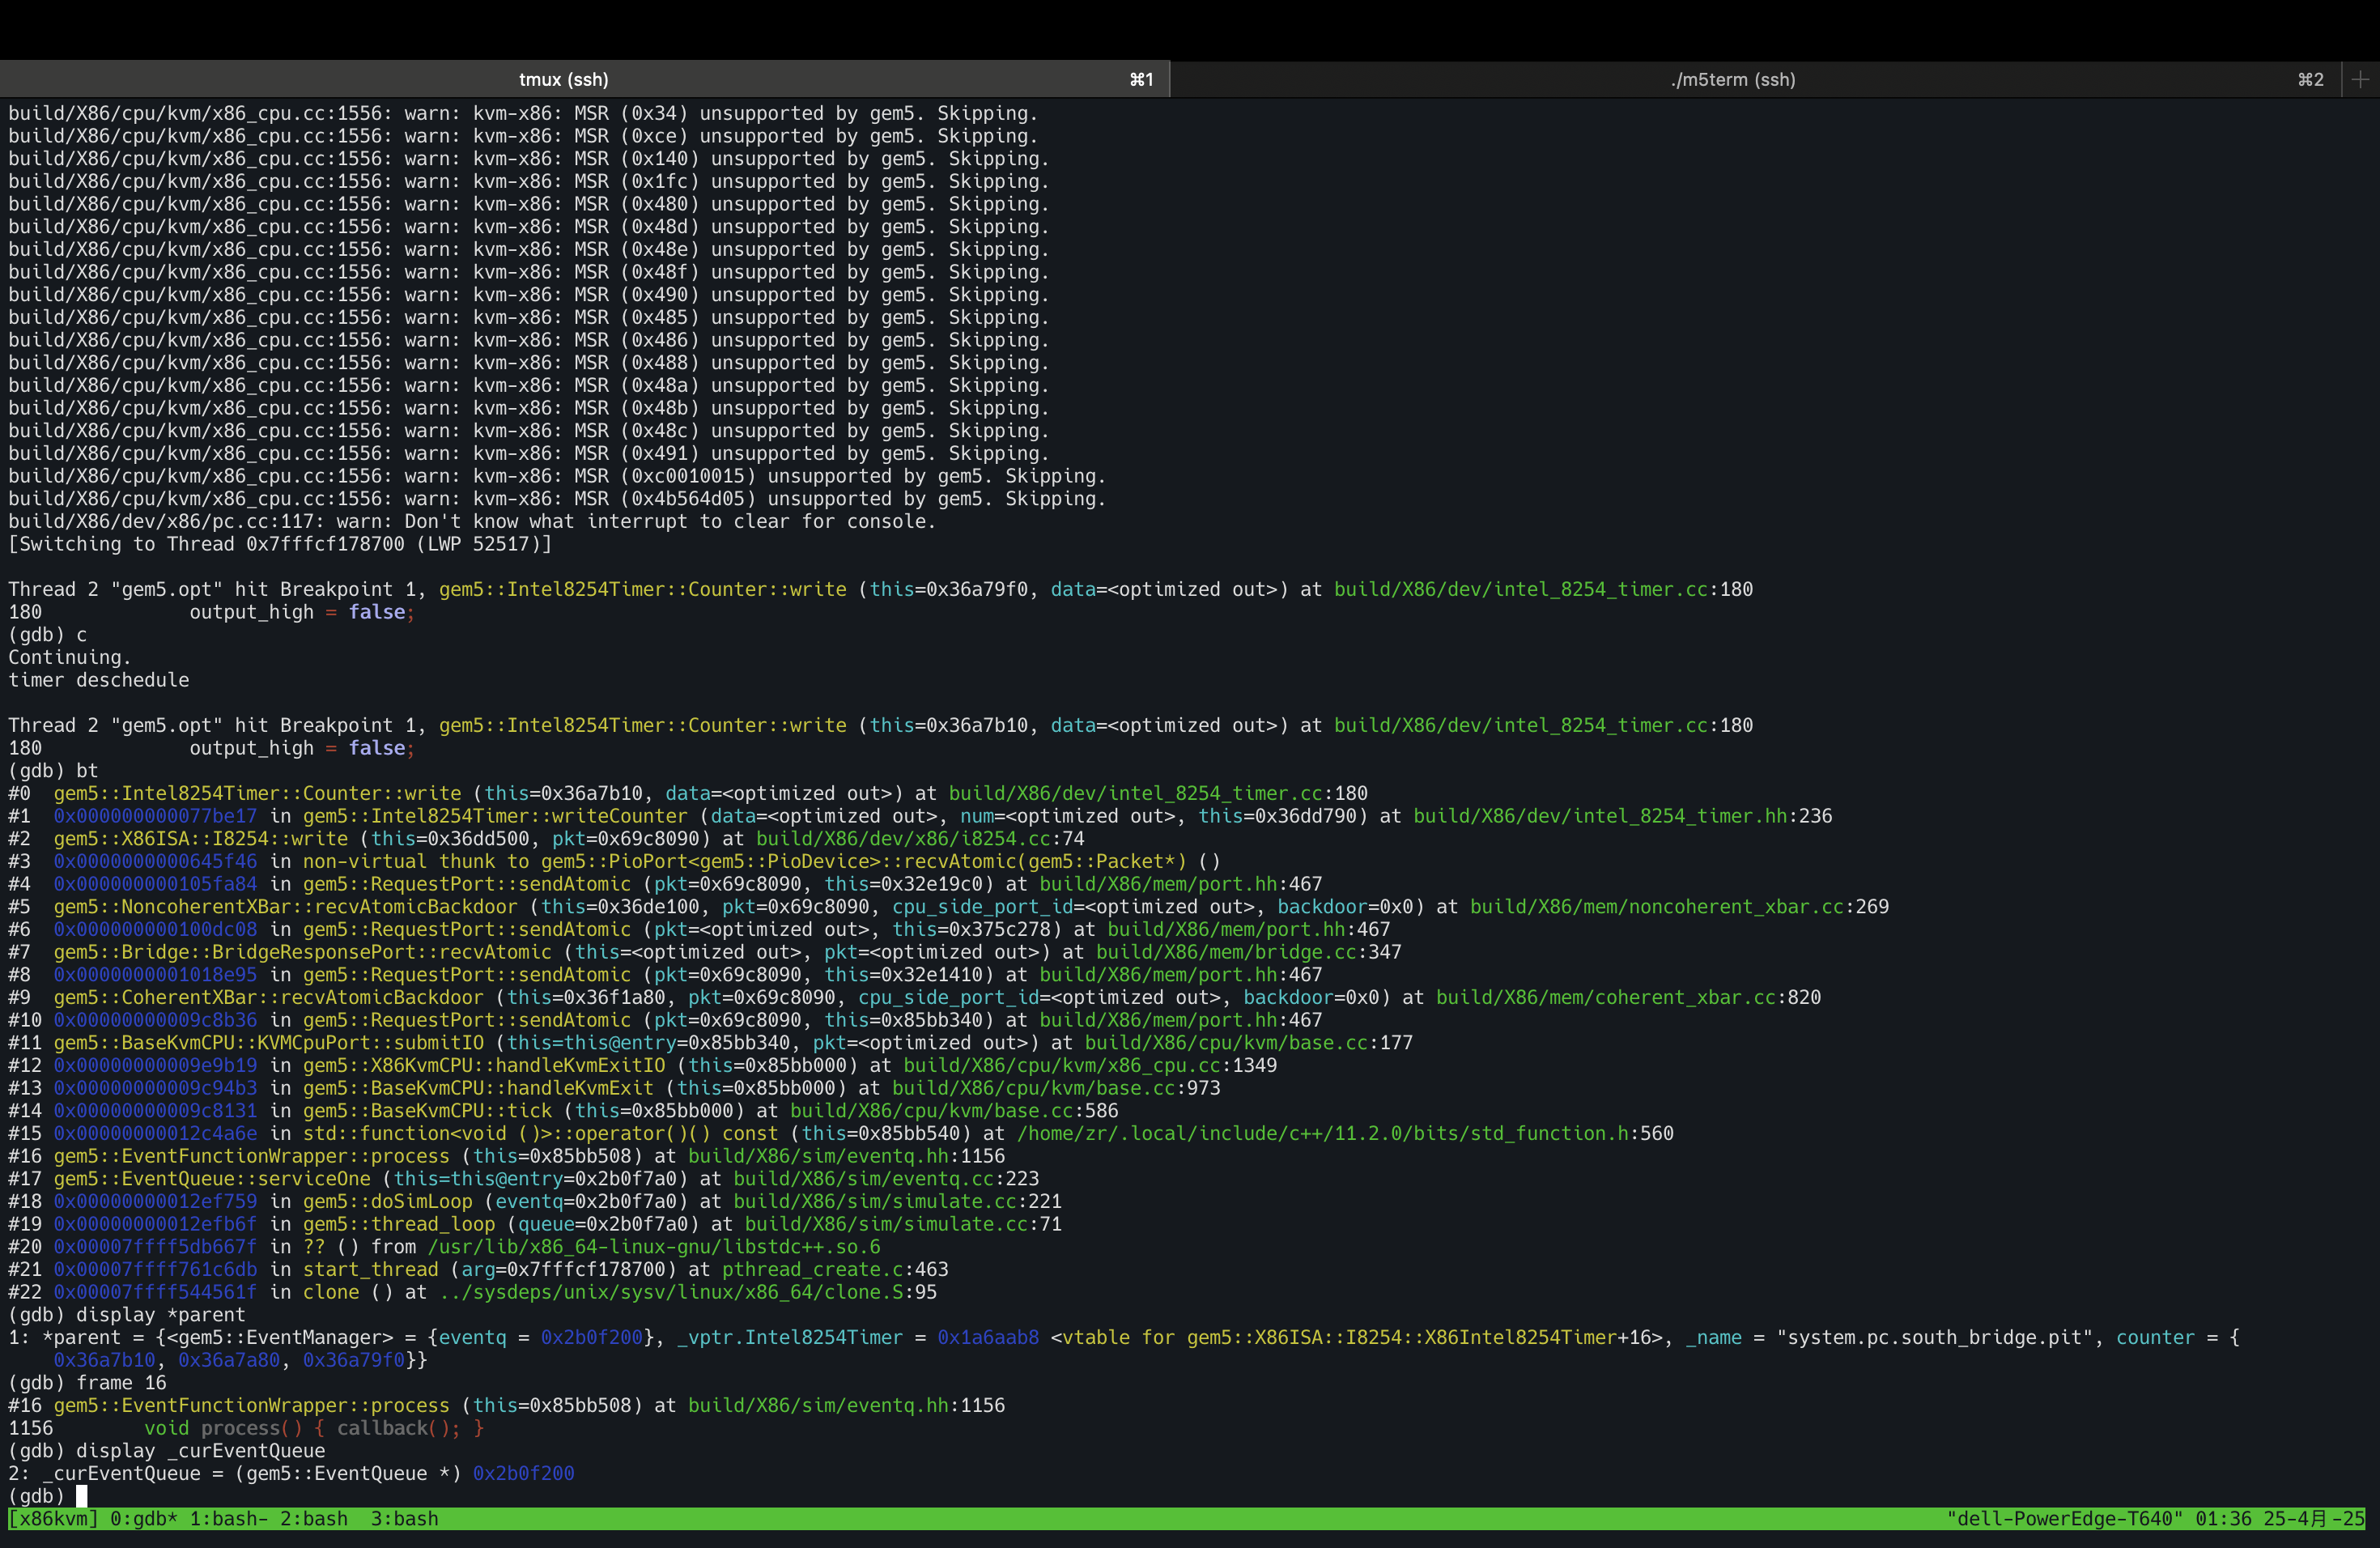 tmux (ssh) ⌘1 ./m5term (ssh) ⌘2 +
build/X86/cpu/kvm/x86_cpu.cc:1556: warn: kvm-x86: MSR (0x34) unsupported by gem5. Skipping.
build/X86/cpu/kvm/x86_cpu.cc:1556: warn: kvm-x86: MSR (0xce) unsupported by gem5. Skipping.
build/X86/cpu/kvm/x86_cpu.cc:1556: warn: kvm-x86: MSR (0x140) unsupported by gem5. Skipping.
build/X86/cpu/kvm/x86_cpu.cc:1556: warn: kvm-x86: MSR (0x1fc) unsupported by gem5. Skipping.
build/X86/cpu/kvm/x86_cpu.cc:1556: warn: kvm-x86: MSR (0x480) unsupported by gem5. Skipping.
build/X86/cpu/kvm/x86_cpu.cc:1556: warn: kvm-x86: MSR (0x48d) unsupported by gem5. Skipping.
build/X86/cpu/kvm/x86_cpu.cc:1556: warn: kvm-x86: MSR (0x48e) unsupported by gem5. Skipping.
build/X86/cpu/kvm/x86_cpu.cc:1556: warn: kvm-x86: MSR (0x48f) unsupported by gem5. Skipping.
build/X86/cpu/kvm/x86_cpu.cc:1556: warn: kvm-x86: MSR (0x490) unsupported by gem5. Skipping.
build/X86/cpu/kvm/x86_cpu.cc:1556: warn: kvm-x86: MSR (0x485) unsupported by gem5. Skipping.
build/X86/cpu/kvm/x86_cpu.cc:1556: warn: kvm-x86: MSR (0x486) unsupported by gem5. Skipping.
build/X86/cpu/kvm/x86_cpu.cc:1556: warn: kvm-x86: MSR (0x488) unsupported by gem5. Skipping.
build/X86/cpu/kvm/x86_cpu.cc:1556: warn: kvm-x86: MSR (0x48a) unsupported by gem5. Skipping.
build/X86/cpu/kvm/x86_cpu.cc:1556: warn: kvm-x86: MSR (0x48b) unsupported by gem5. Skipping.
build/X86/cpu/kvm/x86_cpu.cc:1556: warn: kvm-x86: MSR (0x48c) unsupported by gem5. Skipping.
build/X86/cpu/kvm/x86_cpu.cc:1556: warn: kvm-x86: MSR (0x491) unsupported by gem5. Skipping.
build/X86/cpu/kvm/x86_cpu.cc:1556: warn: kvm-x86: MSR (0xc0010015) unsupported by gem5. Skipping.
build/X86/cpu/kvm/x86_cpu.cc:1556: warn: kvm-x86: MSR (0x4b564d05) unsupported by gem5. Skipping.
build/X86/dev/x86/pc.cc:117: warn: Don't know what interrupt to clear for console.
[Switching to Thread 0x7fffcf178700 (LWP 52517)]
Thread 2 "gem5.opt" hit Breakpoint 1, gem5::Intel8254Timer::Counter::write (this=0x36a79f0, data=<optimized out>) at build/X86/dev/intel_8254_timer.cc:180
180             output_high = false;
(gdb) c
Continuing.
timer deschedule
Thread 2 "gem5.opt" hit Breakpoint 1, gem5::Intel8254Timer::Counter::write (this=0x36a7b10, data=<optimized out>) at build/X86/dev/intel_8254_timer.cc:180
180             output_high = false;
(gdb) bt
#0  gem5::Intel8254Timer::Counter::write (this=0x36a7b10, data=<optimized out>) at build/X86/dev/intel_8254_timer.cc:180
#1  0x000000000077be17 in gem5::Intel8254Timer::writeCounter (data=<optimized out>, num=<optimized out>, this=0x36dd790) at build/X86/dev/intel_8254_timer.hh:236
#2  gem5::X86ISA::I8254::write (this=0x36dd500, pkt=0x69c8090) at build/X86/dev/x86/i8254.cc:74
#3  0x0000000000645f46 in non-virtual thunk to gem5::PioPort<gem5::PioDevice>::recvAtomic(gem5::Packet*) ()
#4  0x000000000105fa84 in gem5::RequestPort::sendAtomic (pkt=0x69c8090, this=0x32e19c0) at build/X86/mem/port.hh:467
#5  gem5::NoncoherentXBar::recvAtomicBackdoor (this=0x36de100, pkt=0x69c8090, cpu_side_port_id=<optimized out>, backdoor=0x0) at build/X86/mem/noncoherent_xbar.cc:269
#6  0x000000000100dc08 in gem5::RequestPort::sendAtomic (pkt=<optimized out>, this=0x375c278) at build/X86/mem/port.hh:467
#7  gem5::Bridge::BridgeResponsePort::recvAtomic (this=<optimized out>, pkt=<optimized out>) at build/X86/mem/bridge.cc:347
#8  0x0000000001018e95 in gem5::RequestPort::sendAtomic (pkt=0x69c8090, this=0x32e1410) at build/X86/mem/port.hh:467
#9  gem5::CoherentXBar::recvAtomicBackdoor (this=0x36f1a80, pkt=0x69c8090, cpu_side_port_id=<optimized out>, backdoor=0x0) at build/X86/mem/coherent_xbar.cc:820
#10 0x00000000009c8b36 in gem5::RequestPort::sendAtomic (pkt=0x69c8090, this=0x85bb340) at build/X86/mem/port.hh:467
#11 gem5::BaseKvmCPU::KVMCpuPort::submitIO (this=this@entry=0x85bb340, pkt=<optimized out>) at build/X86/cpu/kvm/base.cc:177
#12 0x00000000009e9b19 in gem5::X86KvmCPU::handleKvmExitIO (this=0x85bb000) at build/X86/cpu/kvm/x86_cpu.cc:1349
#13 0x00000000009c94b3 in gem5::BaseKvmCPU::handleKvmExit (this=0x85bb000) at build/X86/cpu/kvm/base.cc:973
#14 0x00000000009c8131 in gem5::BaseKvmCPU::tick (this=0x85bb000) at build/X86/cpu/kvm/base.cc:586
#15 0x00000000012c4a6e in std::function<void ()>::operator()() const (this=0x85bb540) at /home/zr/.local/include/c++/11.2.0/bits/std_function.h:560
#16 gem5::EventFunctionWrapper::process (this=0x85bb508) at build/X86/sim/eventq.hh:1156
#17 gem5::EventQueue::serviceOne (this=this@entry=0x2b0f7a0) at build/X86/sim/eventq.cc:223
#18 0x00000000012ef759 in gem5::doSimLoop (eventq=0x2b0f7a0) at build/X86/sim/simulate.cc:221
#19 0x00000000012efb6f in gem5::thread_loop (queue=0x2b0f7a0) at build/X86/sim/simulate.cc:71
#20 0x00007ffff5db667f in ?? () from /usr/lib/x86_64-linux-gnu/libstdc++.so.6
#21 0x00007ffff761c6db in start_thread (arg=0x7fffcf178700) at pthread_create.c:463
#22 0x00007ffff544561f in clone () at ../sysdeps/unix/sysv/linux/x86_64/clone.S:95
(gdb) display *parent
1: *parent = {<gem5::EventManager> = {eventq = 0x2b0f200}, _vptr.Intel8254Timer = 0x1a6aab8 <vtable for gem5::X86ISA::I8254::X86Intel8254Timer+16>, _name = "system.pc.south_bridge.pit", counter = {
    0x36a7b10, 0x36a7a80, 0x36a79f0}}
(gdb) frame 16
#16 gem5::EventFunctionWrapper::process (this=0x85bb508) at build/X86/sim/eventq.hh:1156
1156        void process() { callback(); }
(gdb) display _curEventQueue
2: _curEventQueue = (gem5::EventQueue *) 0x2b0f200
(gdb)
[x86kvm] 0:gdb* 1:bash- 2:bash  3:bash "dell-PowerEdge-T640" 01:36 25-4月-25